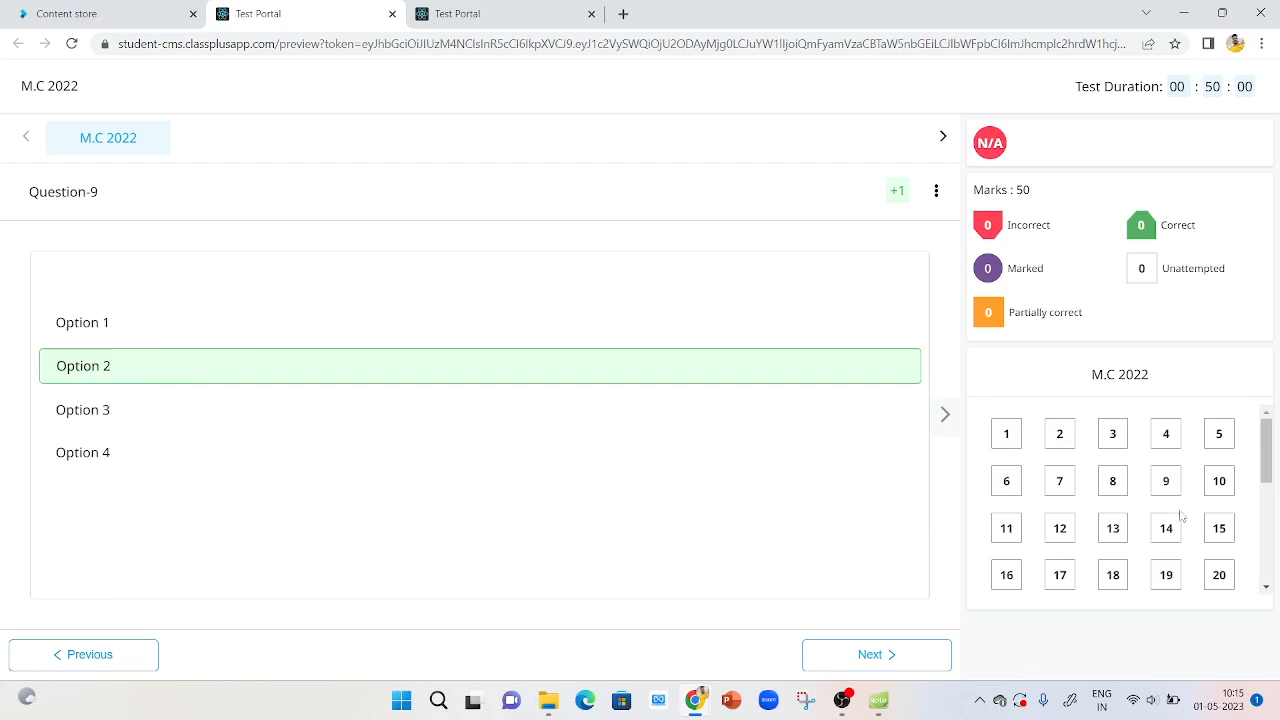 Content store
Test Portal
Test Portal
student-cms.classplusapp.com/preview?token=eyJhbGciOiJIUzM4NCIsInR5cCI6IkpXVCJ9.eyJ1c2VySWQiOjU2ODAyMjg0LCJuYW1lIjoiQmFyamVzaCBTaW5nbGEiLCJlbWFpbCI6ImJhcmplc2hrdW1hcj...
M.C 2022
Test Duration: 00 : 50 : 00
M.C 2022
N/A
Question-9
+1
Marks : 50
0 Incorrect
0 Correct
0 Marked
0 Unattempted
0 Partially correct
Option 1
Option 2
Option 3
Option 4
M.C 2022
1 2 3 4 5
6 7 8 9 10
11 12 13 14 15
16 17 18 19 20
Previous
Next
ENG
IN
10:15
01-05-2023
1